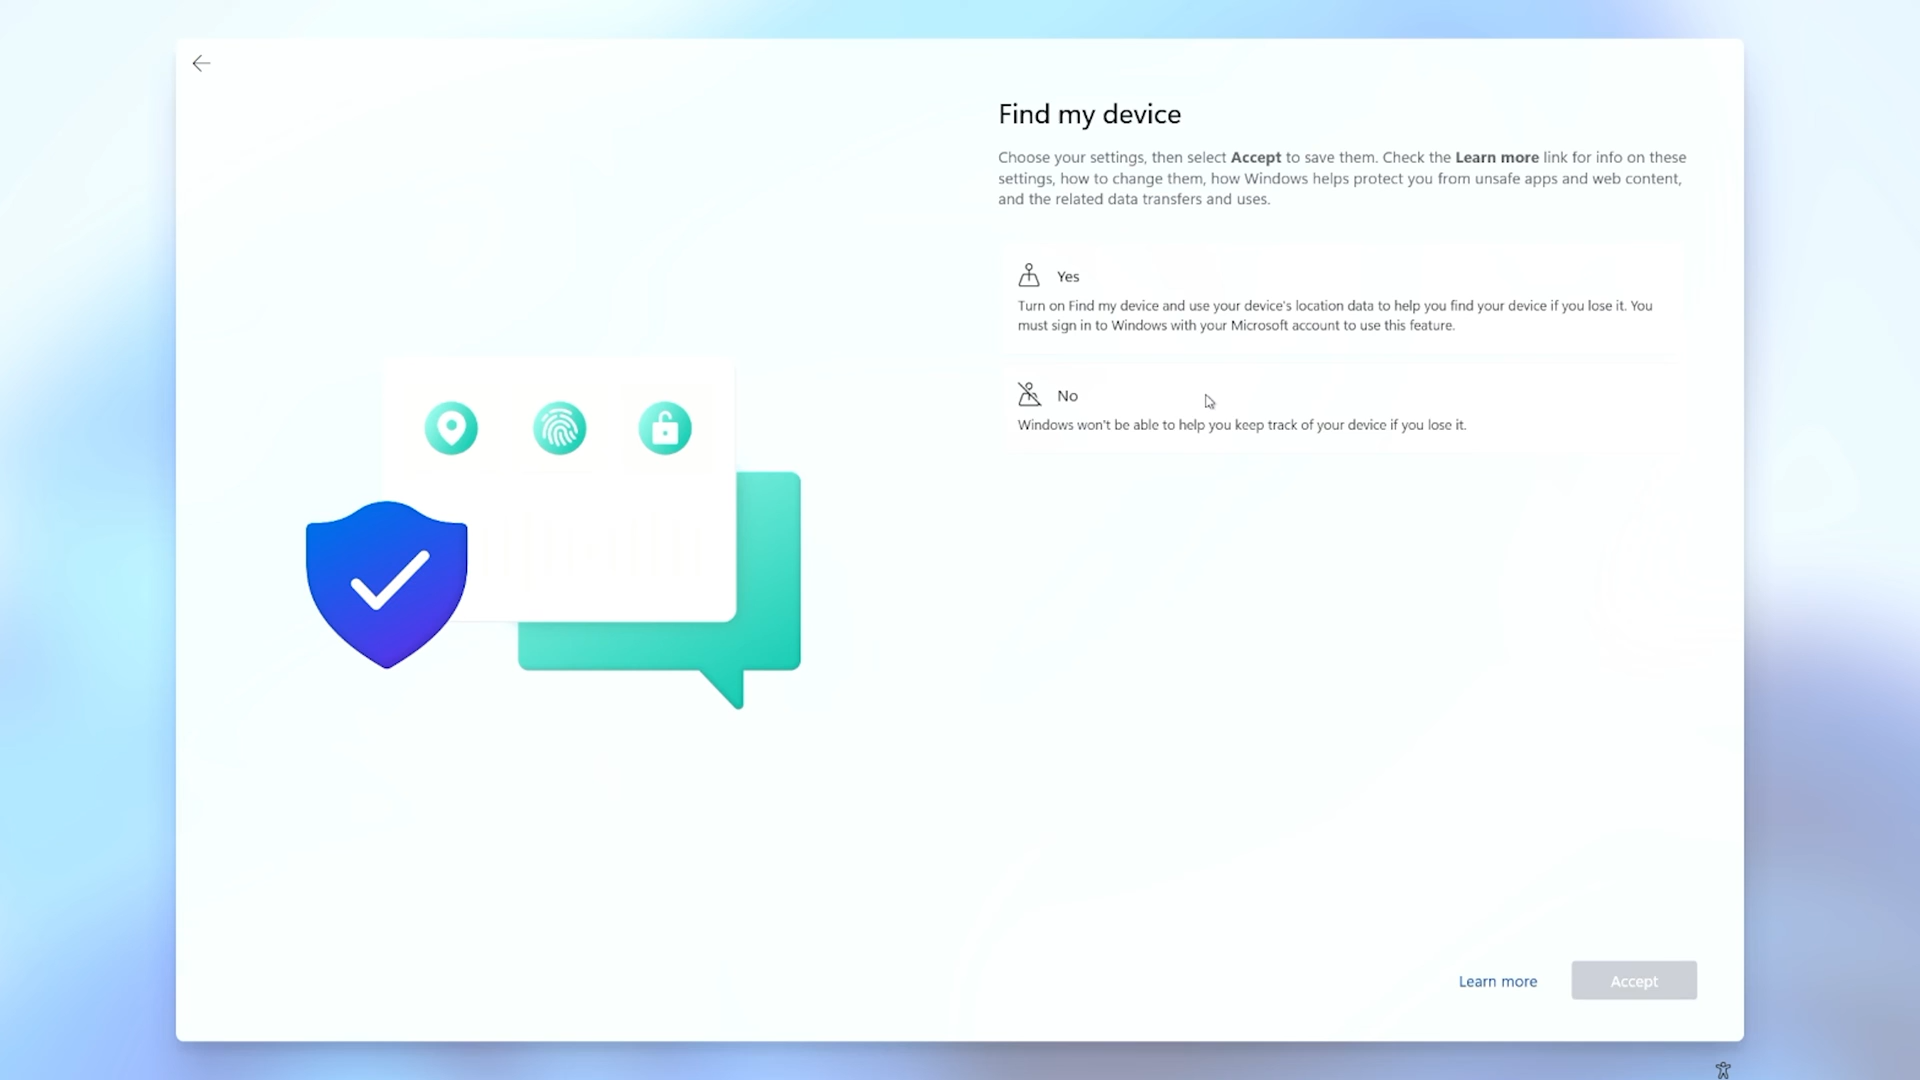 Find my device
Choose your settings, then select Accept to save them. Check the Learn more link for info on these
settings, how to change them, how Windows helps protect you from unsafe apps and web content,
and the related data transfers and uses.
Yes
Turn on Find my device and use your device's location data to help you find your device if you lose it. You
must sign in to Windows with your Microsoft account to use this feature.
No
Windows won't be able to help you keep track of your device if you lose it.
Learn more
Accept